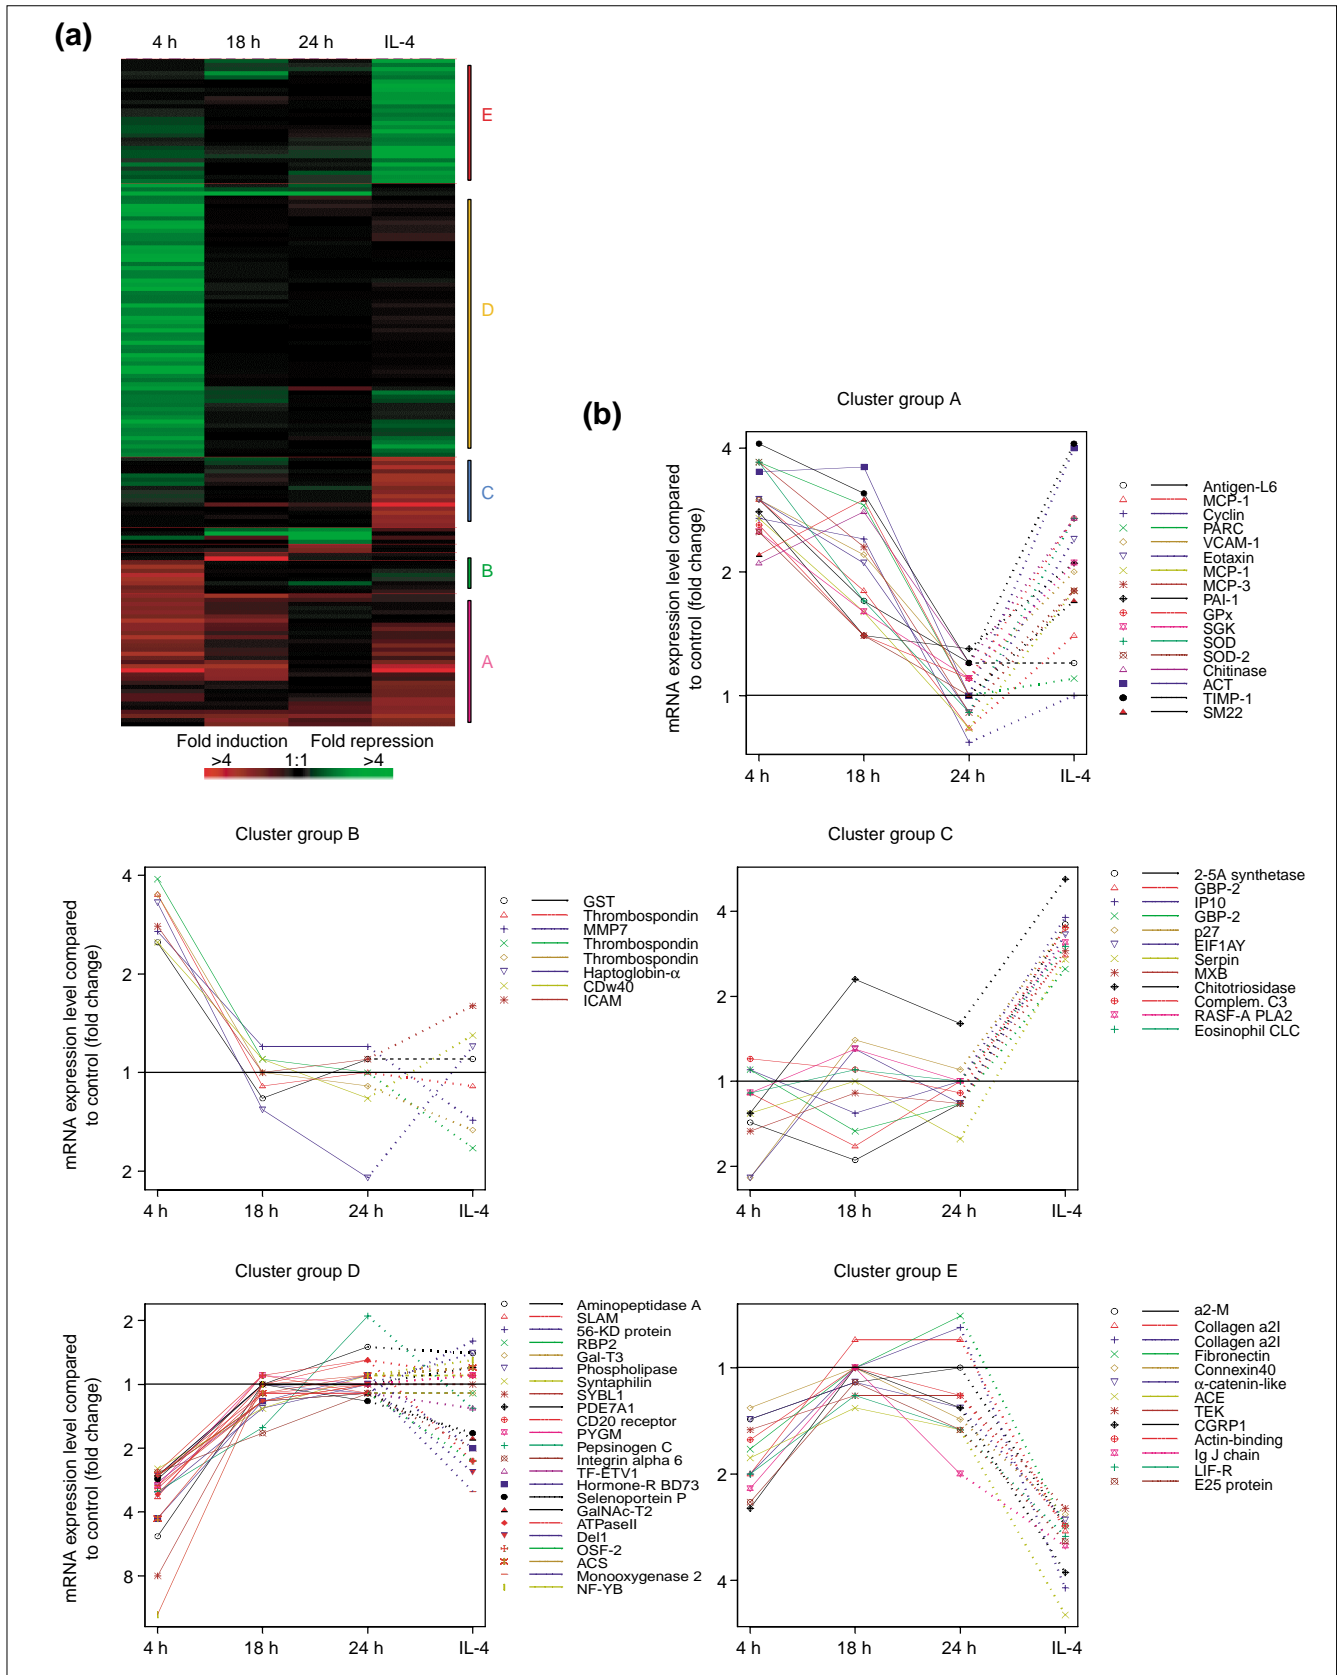 (a)
4 h 18 h 24 h IL-4
E
D
C
B
A
Fold induction Fold repression
>4 1:1 >4
(b)
Cluster group A
mRNA expression level compared
to control (fold change)
4
2
1
4 h 18 h 24 h IL-4
Antigen-L6
MCP-1
Cyclin
PARC
VCAM-1
Eotaxin
MCP-1
MCP-3
PAI-1
GPx
SGK
SOD
SOD-2
Chitinase
ACT
TIMP-1
SM22
Cluster group B
mRNA expression level compared
to control (fold change)
4
2
1
2
4 h 18 h 24 h IL-4
GST
Thrombospondin
MMP7
Thrombospondin
Thrombospondin
Haptoglobin-α
CDw40
ICAM
Cluster group C
4
2
1
2
4 h 18 h 24 h IL-4
2-5A synthetase
GBP-2
IP10
GBP-2
p27
EIF1AY
Serpin
MXB
Chitotriosidase
Complem. C3
RASF-A PLA2
Eosinophil CLC
Cluster group D
mRNA expression level compared
to control (fold change)
2
1
2
4
8
4 h 18 h 24 h IL-4
Aminopeptidase A
SLAM
56-KD protein
RBP2
Gal-T3
Phospholipase
Syntaphilin
SYBL1
PDE7A1
CD20 receptor
PYGM
Pepsinogen C
Integrin alpha 6
TF-ETV1
Hormone-R BD73
Selenoportein P
GalNAc-T2
ATPaseII
Del1
OSF-2
ACS
Monooxygenase 2
NF-YB
Cluster group E
1
2
4
4 h 18 h 24 h IL-4
a2-M
Collagen a2I
Collagen a2I
Fibronectin
Connexin40
α-catenin-like
ACE
TEK
CGRP1
Actin-binding
Ig J chain
LIF-R
E25 protein